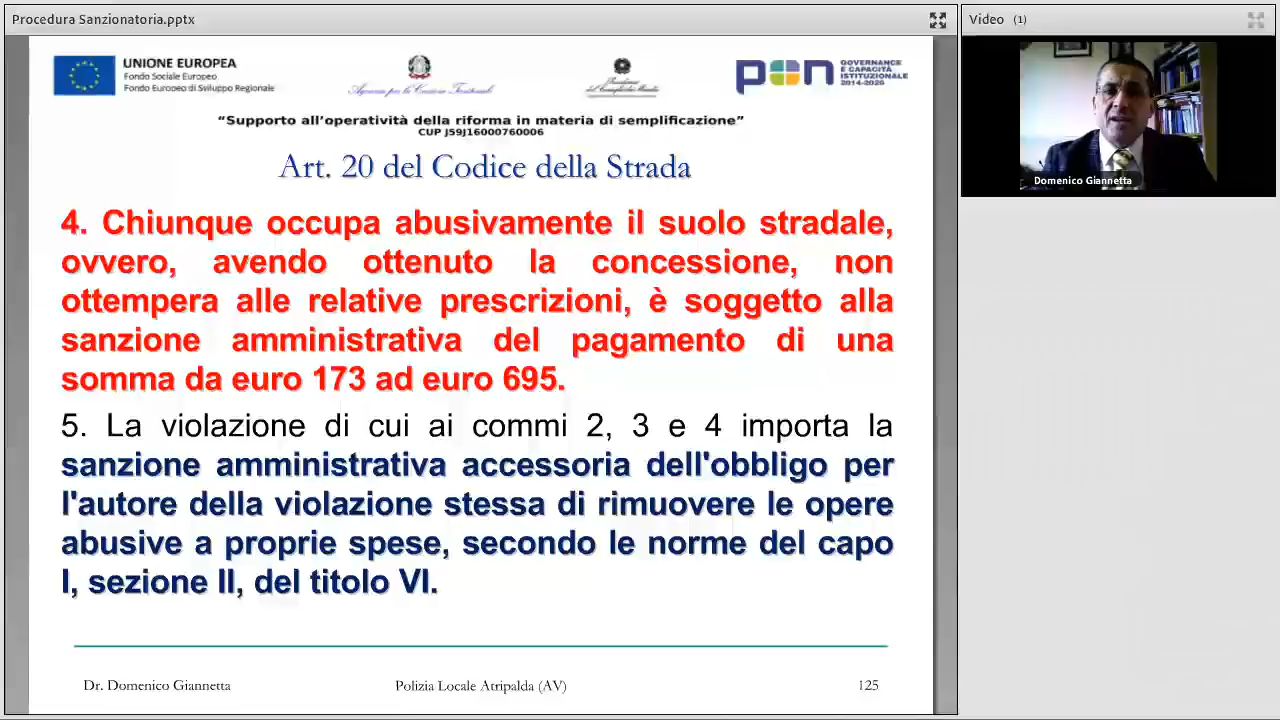 Procedura Sanzionatoria.pptx
Video (1)
UNIONE EUROPEA
Fondo Sociale Europeo
Fondo Europeo di Sviluppo Regionale
Agenzia per la Coesione Territoriale
pon
GOVERNANCE
E CAPACITÀ
ISTITUZIONALE
2014-2020
“Supporto all’operatività della riforma in materia di semplificazione”
CUP J59J16000760006
Art. 20 del Codice della Strada
4. Chiunque occupa abusivamente il suolo stradale,
ovvero, avendo ottenuto la concessione, non
ottempera alle relative prescrizioni, è soggetto alla
sanzione amministrativa del pagamento di una
somma da euro 173 ad euro 695.
5. La violazione di cui ai commi 2, 3 e 4 importa la
sanzione amministrativa accessoria dell'obbligo per
l'autore della violazione stessa di rimuovere le opere
abusive a proprie spese, secondo le norme del capo
I, sezione II, del titolo VI.
Dr. Domenico Giannetta
Polizia Locale Atripalda (AV)
125
Domenico Giannetta